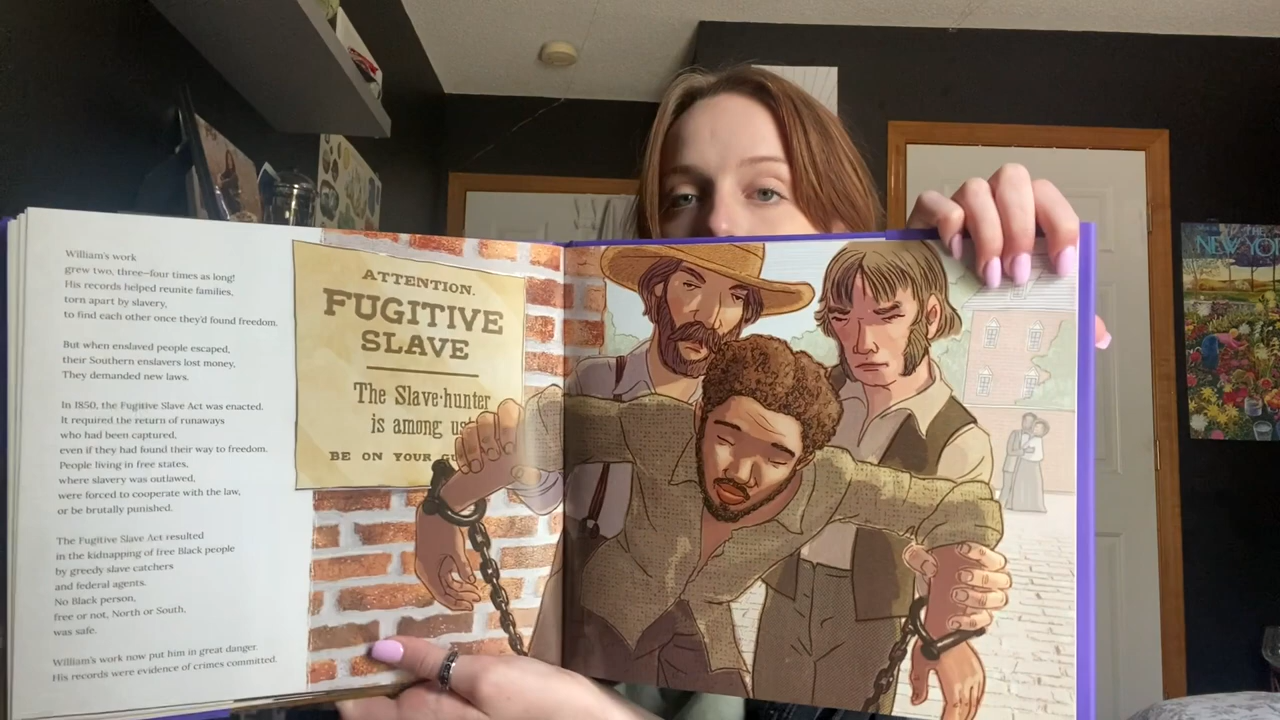 William's work
grew two, three–four times as long!
His records helped reunite families,
torn apart by slavery,
to find each other once they'd found freedom.
But when enslaved people escaped,
their Southern enslavers lost money.
They demanded new laws.
In 1850, the Fugitive Slave Act was enacted.
It required the return of runaways
who had been captured,
even if they had found their way to freedom.
People living in free states,
where slavery was outlawed,
were forced to cooperate with the law,
or be brutally punished.
The Fugitive Slave Act resulted
in the kidnapping of free Black people
by greedy slave catchers
and federal agents.
No Black person,
free or not, North or South,
was safe.
William's work now put him in great danger.
His records were evidence of crimes committed.
ATTENTION.
FUGITIVE
SLAVE
The Slave-hunter
is among us
BE ON YOUR
THE
NEW YO